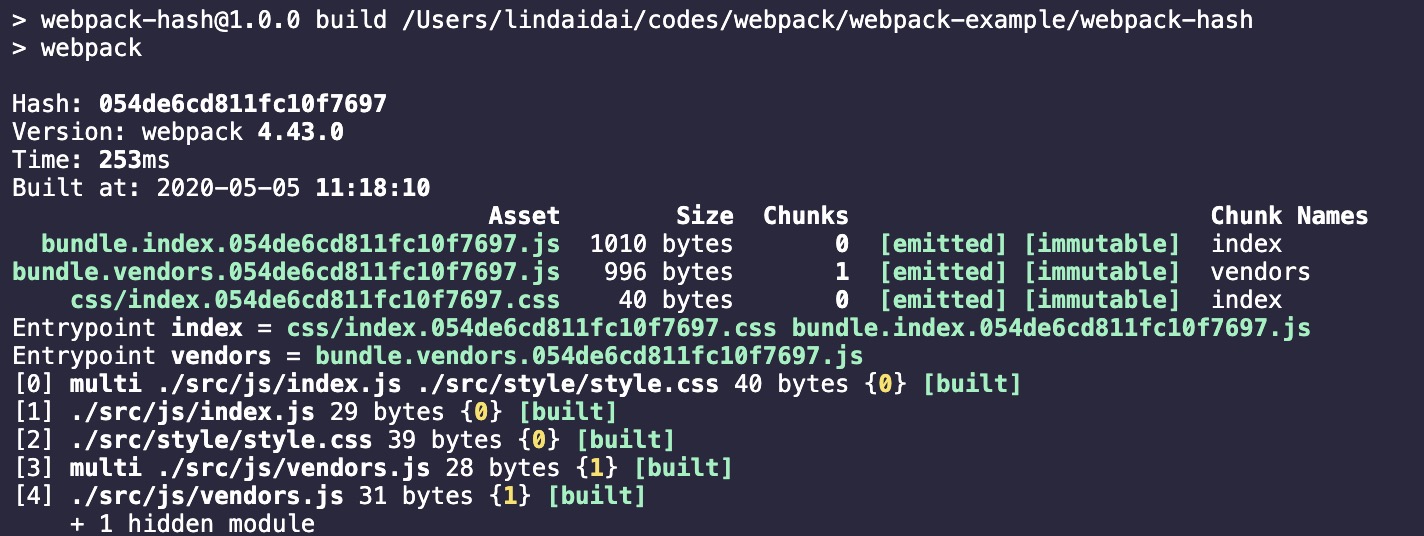 > webpack-hash@1.0.0 build /Users/lindaidai/codes/webpack/webpack-example/webpack-hash
> webpack
Hash: 054de6cd811fc10f7697
Version: webpack 4.43.0
Time: 253ms
Built at: 2020-05-05 11:18:10
Asset Size Chunks Chunk Names
bundle.index.054de6cd811fc10f7697.js 1010 bytes 0 [emitted] [immutable] index
bundle.vendors.054de6cd811fc10f7697.js 996 bytes 1 [emitted] [immutable] vendors
css/index.054de6cd811fc10f7697.css 40 bytes 0 [emitted] [immutable] index
Entrypoint index = css/index.054de6cd811fc10f7697.css bundle.index.054de6cd811fc10f7697.js
Entrypoint vendors = bundle.vendors.054de6cd811fc10f7697.js
[0] multi ./src/js/index.js ./src/style/style.css 40 bytes {0} [built]
[1] ./src/js/index.js 29 bytes {0} [built]
[2] ./src/style/style.css 39 bytes {0} [built]
[3] multi ./src/js/vendors.js 28 bytes {1} [built]
[4] ./src/js/vendors.js 31 bytes {1} [built]
+ 1 hidden module